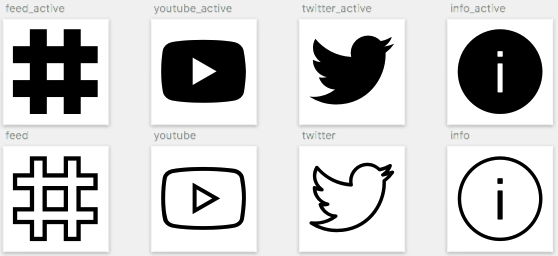 feed_active youtube_active twitter_active info_active
# i
feed youtube twitter info
# i